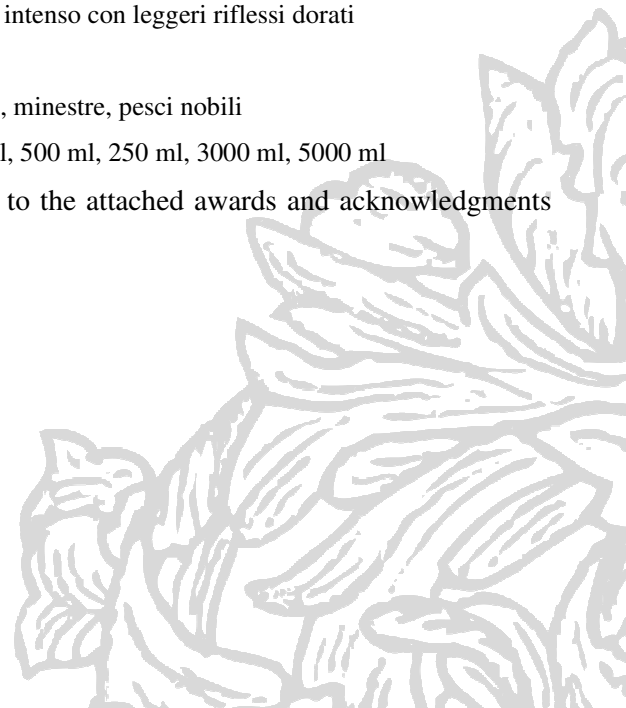 intenso con leggeri riflessi dorati
, minestre, pesci nobili
l, 500 ml, 250 ml, 3000 ml, 5000 ml
to the attached awards and acknowledgments